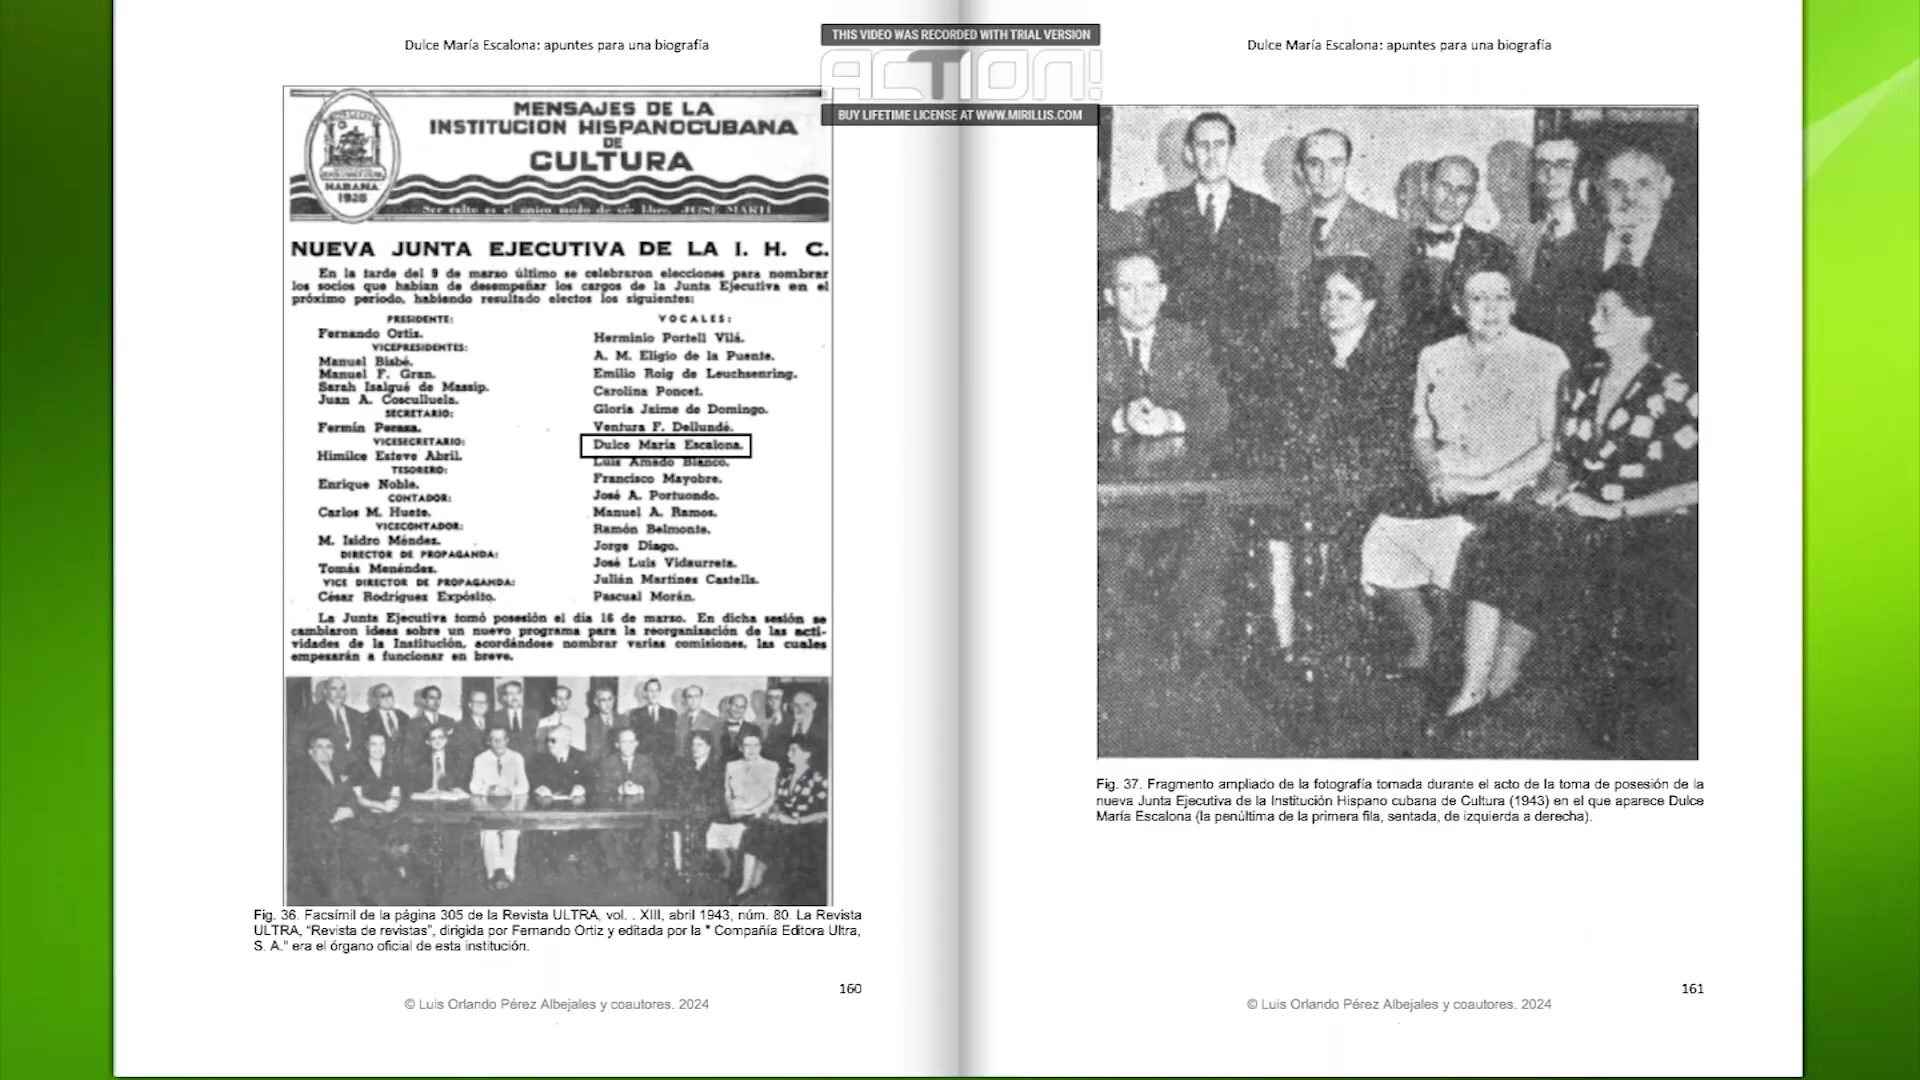 Dulce María Escalona: apuntes para una biografía
MENSAJES DE LA
INSTITUCION HISPANOCUBANA
DE
CULTURA
HABANA
1926
Ser culto es el único modo de ser libre. JOSE MARTI
NUEVA JUNTA EJECUTIVA DE LA I. H. C.
En la tarde del 9 de marzo último se celebraron elecciones para nombrar
los socios que habían de desempeñar los cargos de la Junta Ejecutiva en el
próximo período, habiendo resultado electos los siguientes:
PRESIDENTE:
Fernando Ortiz.
VICEPRESIDENTES:
Manuel Bisbé.
Manuel F. Gran.
Sarah Isalgué de Massip.
Juan A. Cosculluela.
SECRETARIO:
Fermín Peraza.
VICESECRETARIO:
Himilce Esteve Abril.
TESORERO:
Enrique Noble.
CONTADOR:
Carlos M. Huete.
VICECONTADOR:
M. Isidro Méndez.
DIRECTOR DE PROPAGANDA:
Tomás Menéndez.
VICE DIRECTOR DE PROPAGANDA:
César Rodríguez Expósito.
VOCALES:
Herminio Portell Vilá.
A. M. Eligio de la Puente.
Emilio Roig de Leuchsenring.
Carolina Poncet.
Gloria Jaime de Domingo.
Ventura F. Dellundé.
Dulce María Escalona.
Luis Amado Blanco.
Francisco Mayobre.
José A. Portuondo.
Manuel A. Ramos.
Ramón Belmonte.
Jorge Diago.
José Luis Vidaurreta.
Julián Martínez Castells.
Pascual Morán.
La Junta Ejecutiva tomó posesión el día 16 de marzo. En dicha sesión se
cambiaron ideas sobre un nuevo programa para la reorganización de las acti-
vidades de la Institución, acordándose nombrar varias comisiones, las cuales
empezarán a funcionar en breve.
Fig. 36. Facsímil de la página 305 de la Revista ULTRA, vol. . XIII, abril 1943, núm. 80. La Revista
ULTRA, "Revista de revistas", dirigida por Fernando Ortiz y editada por la " Compañía Editora Ultra,
S. A." era el órgano oficial de esta institución.
160
© Luis Orlando Pérez Albejales y coautores. 2024
THIS VIDEO WAS RECORDED WITH TRIAL VERSION
ACTION!
BUY LIFETIME LICENSE AT WWW.MIRILLIS.COM
Dulce María Escalona: apuntes para una biografía
Fig. 37. Fragmento ampliado de la fotografía tomada durante el acto de la toma de posesión de la
nueva Junta Ejecutiva de la Institución Hispano cubana de Cultura (1943) en el que aparece Dulce
María Escalona (la penúltima de la primera fila, sentada, de izquierda a derecha).
161
© Luis Orlando Pérez Albejales y coautores. 2024